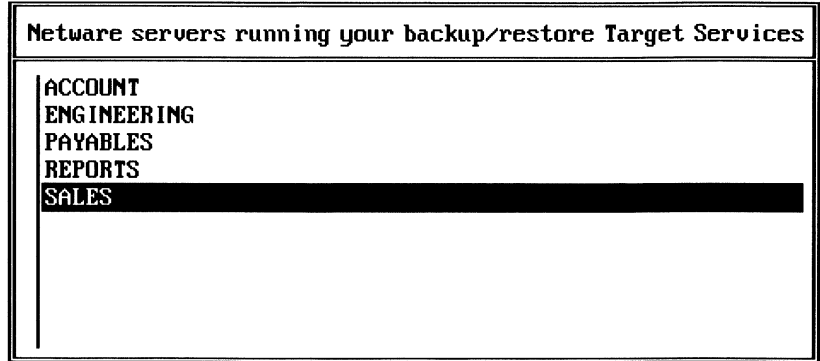 Netware servers running your backup/restore Target Services
ACCOUNT
ENGINEERING
PAYABLES
REPORTS
SALES